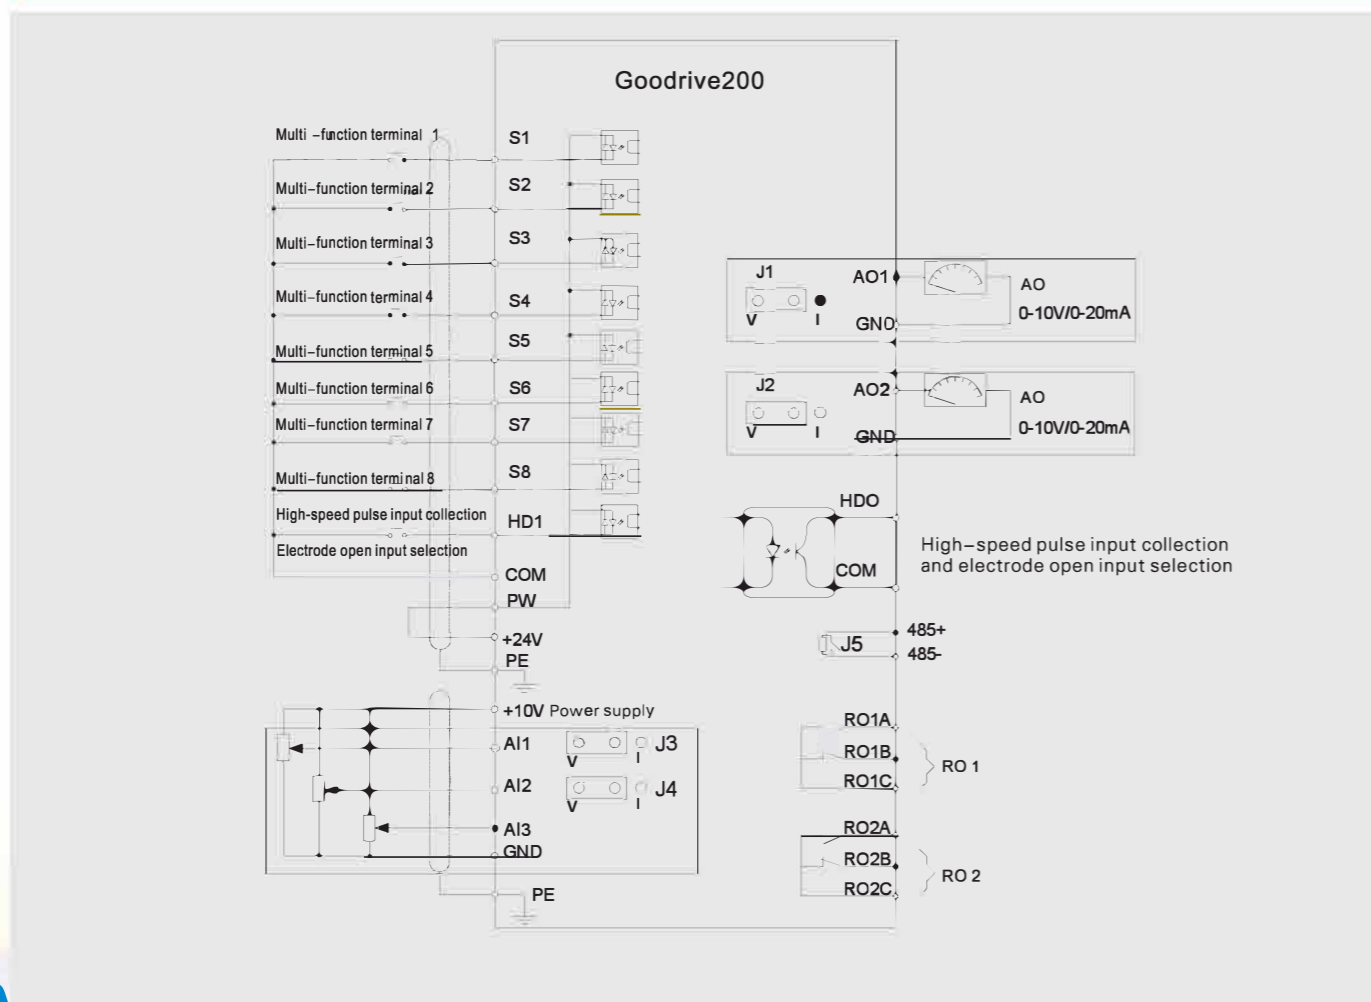 Goodrive200
Multi-function terminal 1
S1
Multi-function terminal 2
S2
Multi-function terminal 3
S3
Multi-function terminal 4
S4
Multi-function terminal 5
S5
Multi-function terminal 6
S6
Multi-function terminal 7
S7
Multi-function terminal 8
S8
High-speed pulse input collection
HD1
Electrode open input selection
COM
PW
+24V
PE
+10V Power supply
AI1
J3
V I
AI2
J4
V I
AI3
GND
PE
J1
V I
AO1
GND
AO
0-10V/0-20mA
J2
V I
AO2
GND
AO
0-10V/0-20mA
HDO
COM
High-speed pulse input collection
and electrode open input selection
J5
485+
485-
RO1A
RO1B
RO1C
RO 1
RO2A
RO2B
RO2C
RO 2